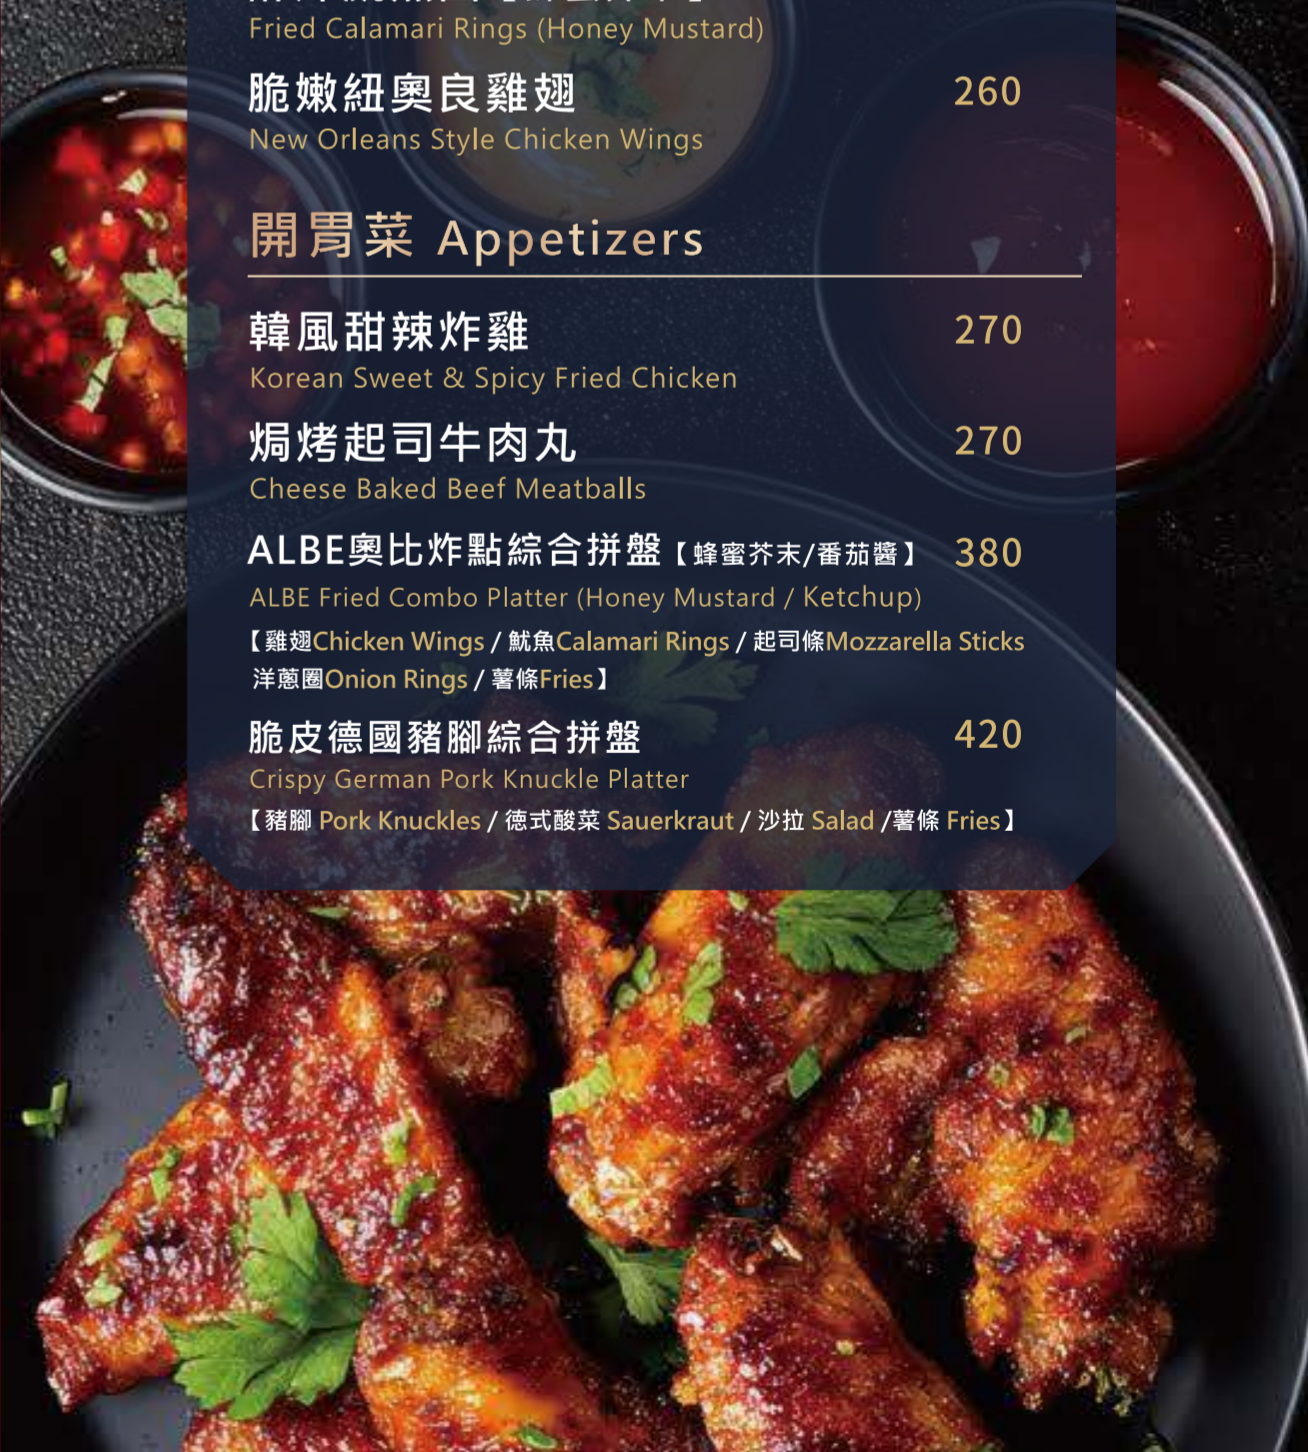 Fried Calamari Rings (Honey Mustard)
脆嫩紐奧良雞翅 260
New Orleans Style Chicken Wings
開胃菜 Appetizers
韓風甜辣炸雞 270
Korean Sweet & Spicy Fried Chicken
焗烤起司牛肉丸 270
Cheese Baked Beef Meatballs
ALBE奧比炸點綜合拼盤【蜂蜜芥末/番茄醬】 380
ALBE Fried Combo Platter (Honey Mustard / Ketchup)
【雞翅Chicken Wings / 魷魚Calamari Rings / 起司條Mozzarella Sticks
洋蔥圈Onion Rings / 薯條Fries】
脆皮德國豬腳綜合拼盤 420
Crispy German Pork Knuckle Platter
【豬腳 Pork Knuckles / 德式酸菜 Sauerkraut / 沙拉 Salad /薯條 Fries】